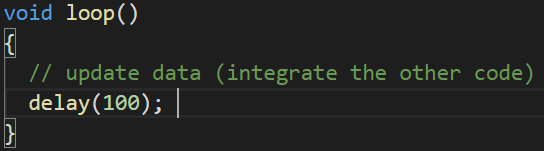 void loop()
{
// update data (integrate the other code)
delay(100);
}